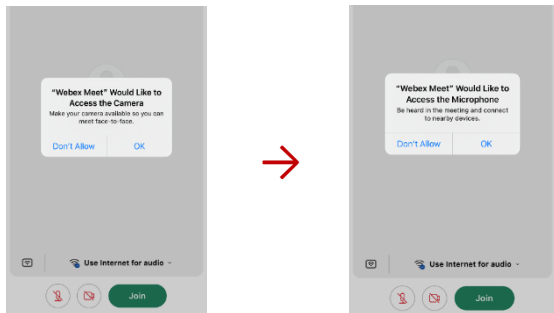 “Webex Meet” Would Like to
Access the Camera
Make your camera available so you can
meet face-to-face.
Don't Allow
OK
Use Internet for audio
Join
“Webex Meet” Would Like to
Access the Microphone
Be heard in the meeting and connect
to nearby devices.
Don't Allow
OK
Use Internet for audio
Join